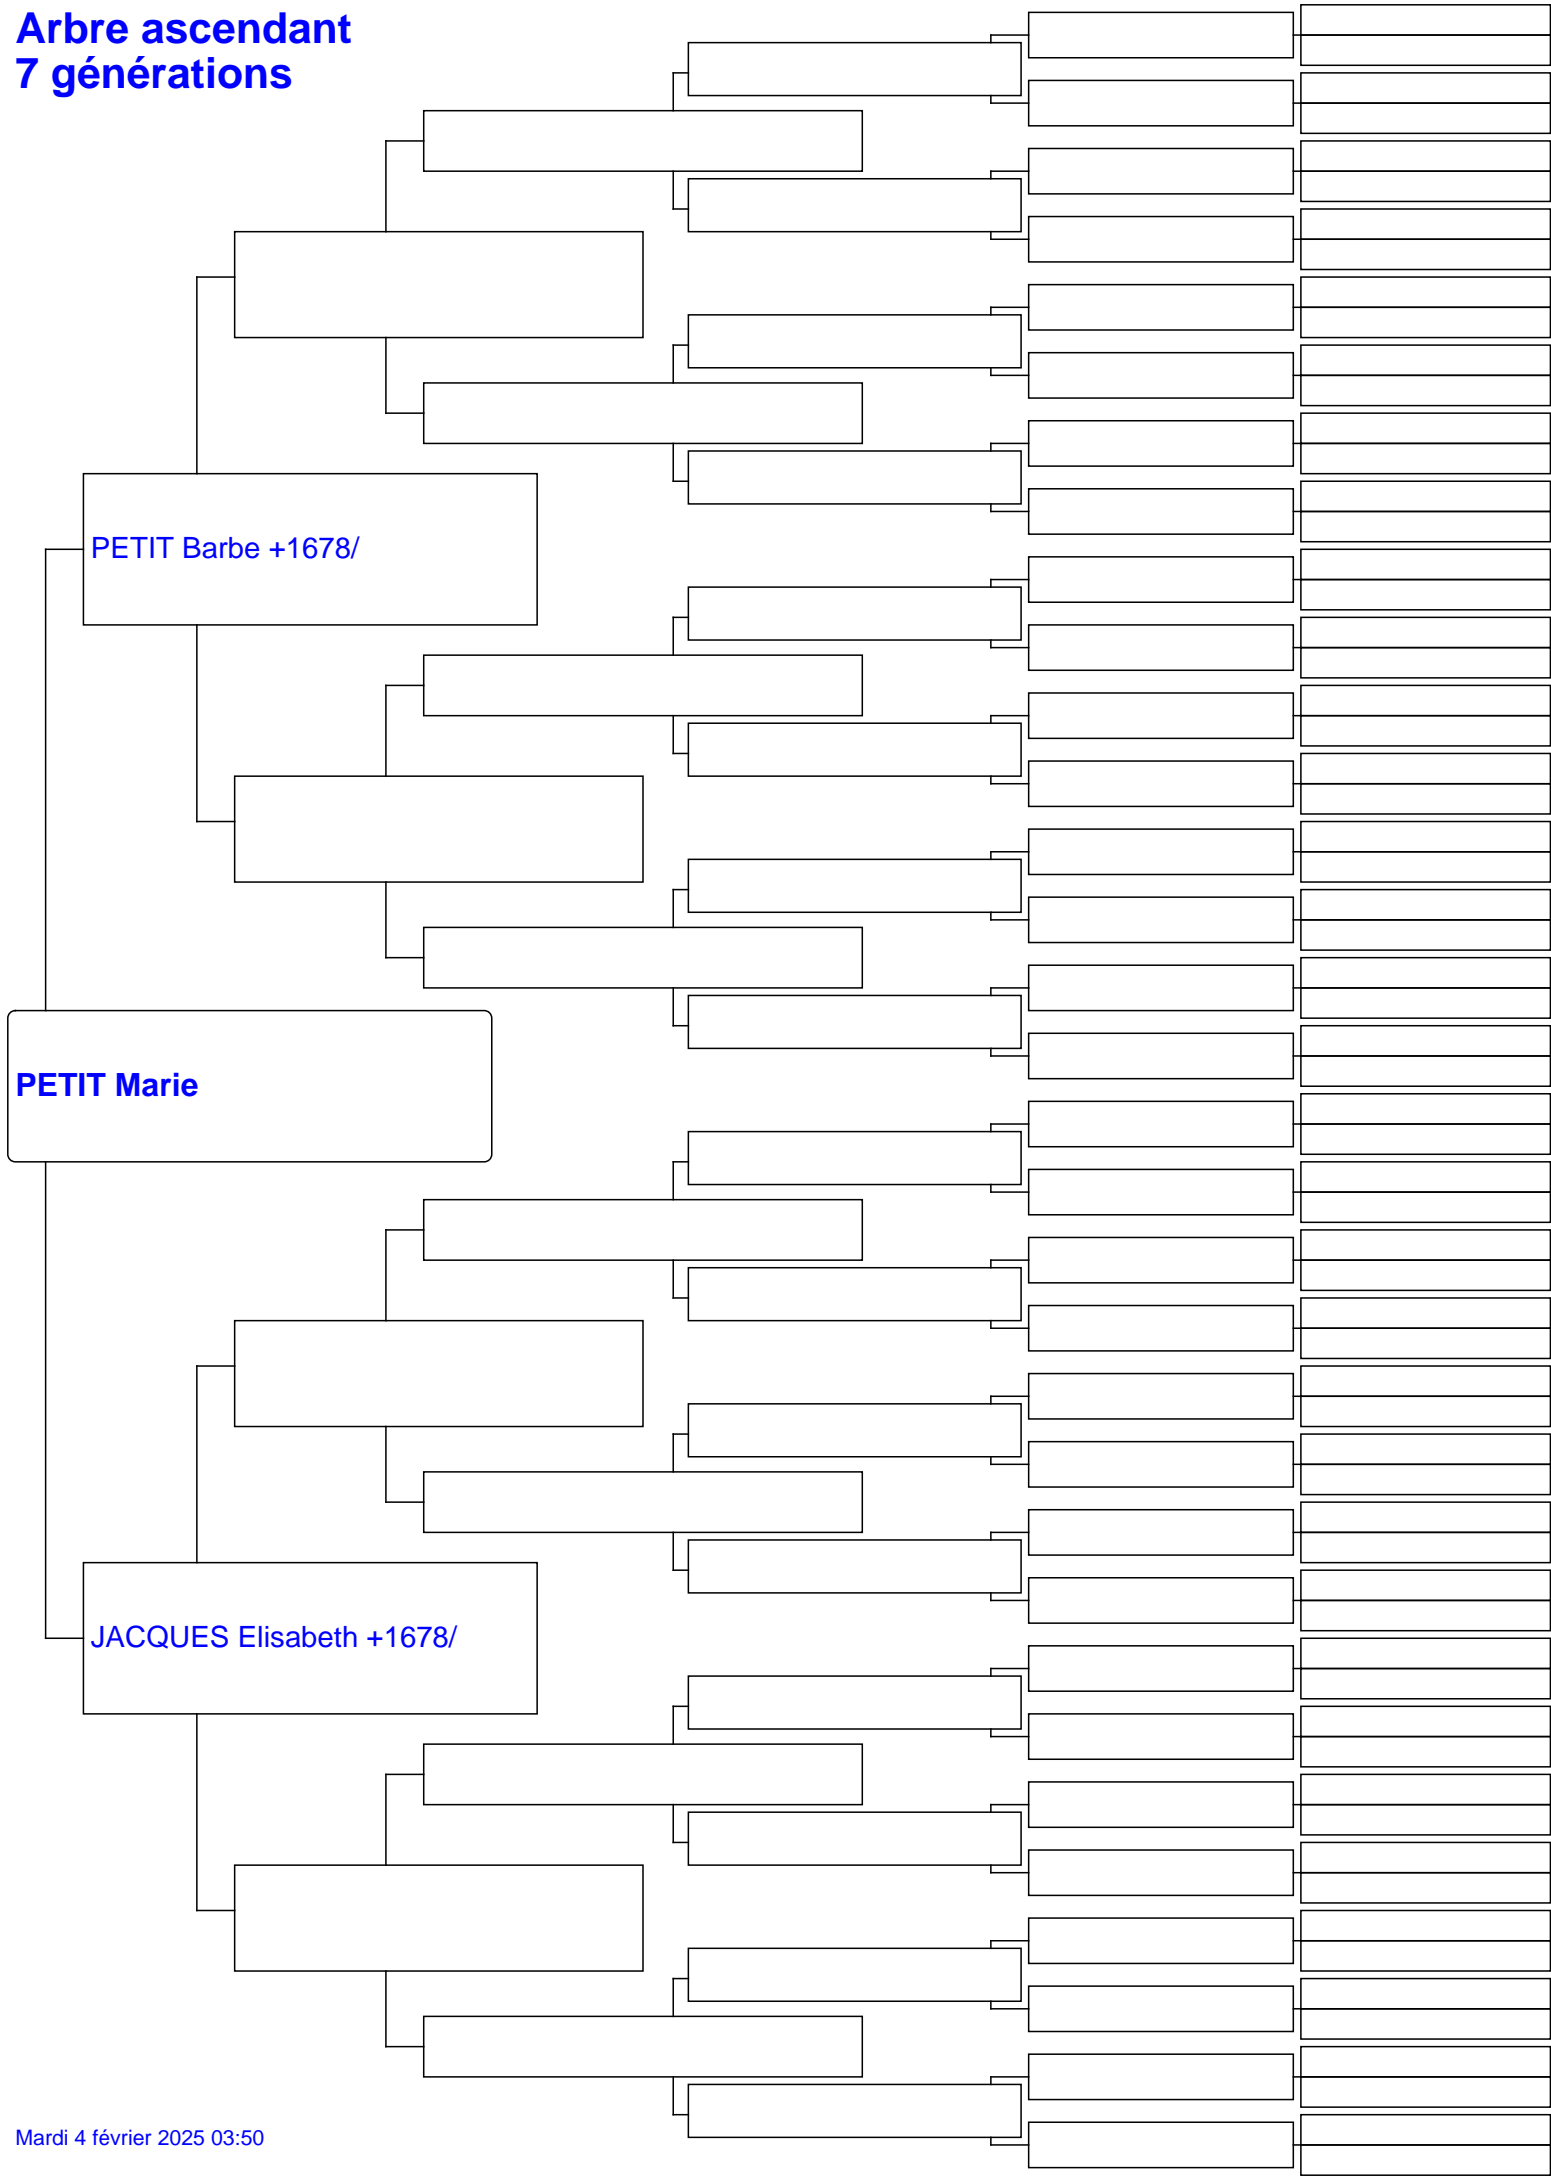 Arbre ascendant
7 générations
PETIT Barbe +1678/
PETIT Marie
JACQUES Elisabeth +1678/
Mardi 4 février 2025 03:50